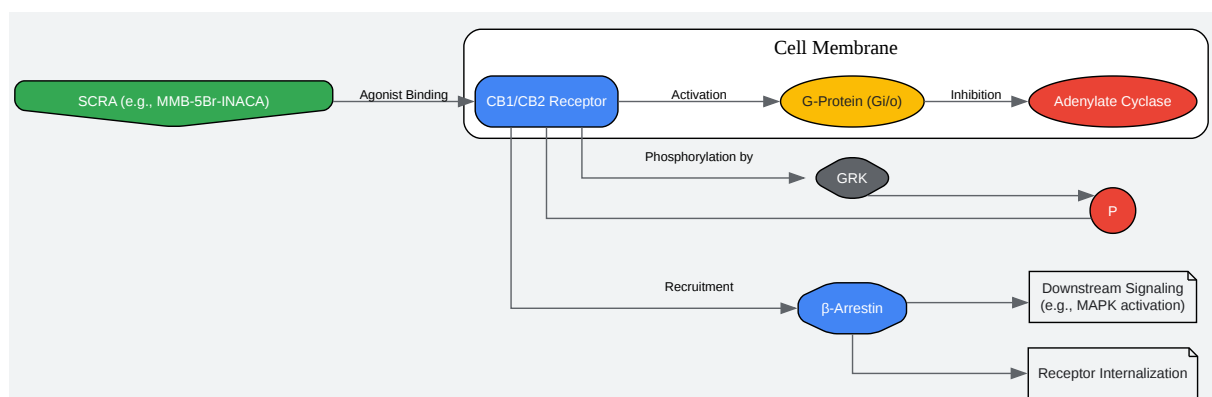 Cell Membrane
SCRA (e.g., MMB-5Br-INACA)
Agonist Binding
CB1/CB2 Receptor
Activation
G-Protein (Gi/o)
Inhibition
Adenylate Cyclase
Phosphorylation by
GRK
P
Recruitment
β-Arrestin
Downstream Signaling
(e.g., MAPK activation)
Receptor Internalization